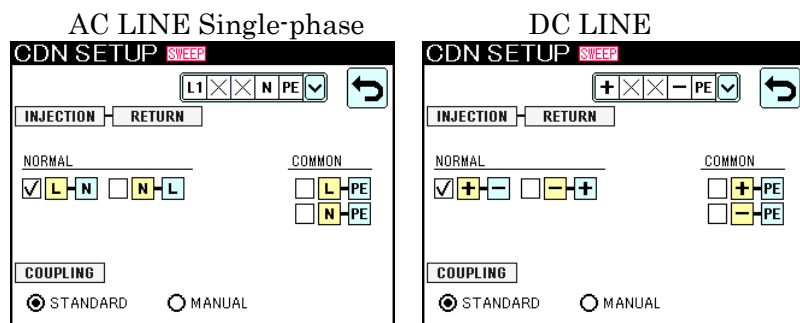 AC LINE Single-phase
CDN SETUP SWEEP
L1 N PE
INJECTION RETURN
NORMAL COMMON
L N N L L PE
N PE
COUPLING
STANDARD MANUAL
DC LINE
CDN SETUP SWEEP
+ − PE
INJECTION RETURN
NORMAL COMMON
+ − − + + PE
− PE
COUPLING
STANDARD MANUAL